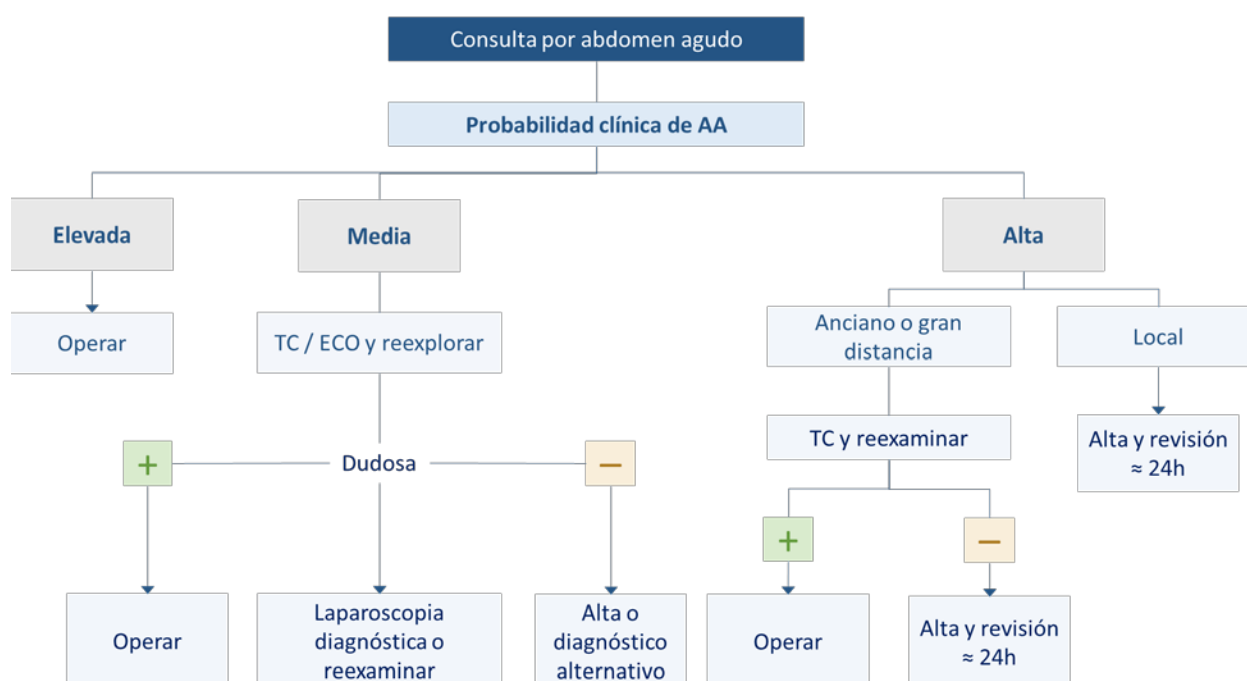 Consulta por abdomen agudo
Probabilidad clínica de AA
Elevada
Media
Alta
Operar
TC / ECO y reexplorar
Anciano o gran
distancia
Local
TC y reexaminar
Alta y revisión
≈ 24h
+
Dudosa
−
+
−
Operar
Laparoscopia
diagnóstica o
reexaminar
Alta o
diagnóstico
alternativo
Operar
Alta y revisión
≈ 24h